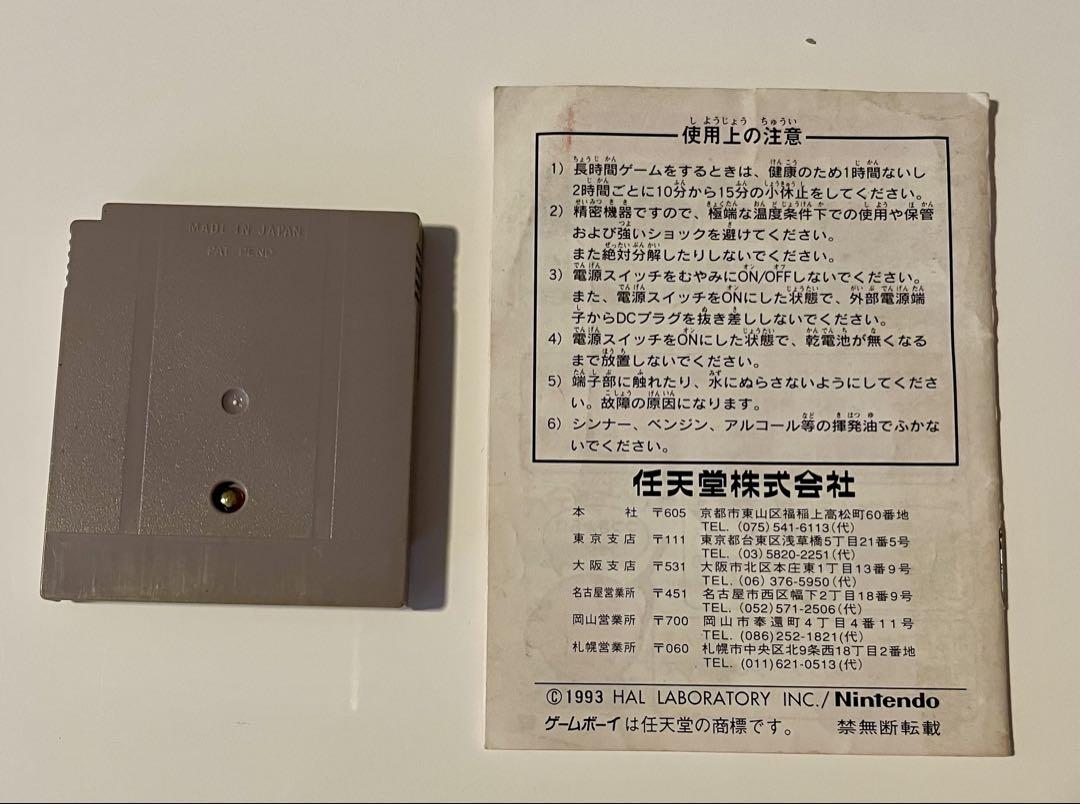 MADE IN JAPAN
PAT. PEND
使用上の注意
1) 長時間ゲームをするときは、健康のため1時間ないし
2時間ごとに10分から15分の小休止をしてください。
2) 精密機器ですので、極端な温度条件下での使用や保管
および強いショックを避けてください。
また絶対分解したりしないでください。
3) 電源スイッチをむやみにON/OFFしないでください。
また、電源スイッチをONにした状態で、外部電源端
子からDCプラグを抜き差ししないでください。
4) 電源スイッチをONにした状態で、乾電池が無くなる
まで放置しないでください。
5) 端子部に触れたり、水にぬらさないようにしてくださ
い。故障の原因になります。
6) シンナー、ベンジン、アルコール等の揮発油でふかな
いでください。
任天堂株式会社
本社 〒605 京都市東山区福稲上高松町60番地
TEL. (075) 541-6113(代)
東京支店 〒111 東京都台東区浅草橋5丁目21番5号
TEL. (03) 5820-2251(代)
大阪支店 〒531 大阪市北区本庄東1丁目13番9号
TEL. (06) 376-5950(代)
名古屋営業所 〒451 名古屋市西区幅下2丁目18番9号
TEL. (052) 571-2506(代)
岡山営業所 〒700 岡山市奉還町4丁目4番11号
TEL. (086) 252-1821(代)
札幌営業所 〒060 札幌市中央区北9条西18丁目2番地
TEL. (011) 621-0513(代)
©1993 HAL LABORATORY INC./Nintendo
ゲームボーイは任天堂の商標です。 禁無断転載